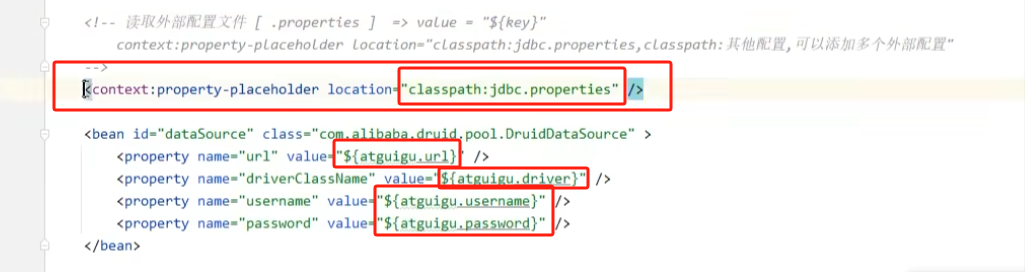 <!-- 读取外部配置文件 [ .properties ] => value = "${key}"
context:property-placeholder location="classpath:jdbc.properties,classpath:其他配置,可以添加多个外部配置"
-->
<context:property-placeholder location="classpath:jdbc.properties" />
<bean id="dataSource" class="com.alibaba.druid.pool.DruidDataSource" >
<property name="url" value="${atguigu.url}" />
<property name="driverClassName" value="${atguigu.driver}" />
<property name="username" value="${atguigu.username}" />
<property name="password" value="${atguigu.password}" />
</bean>